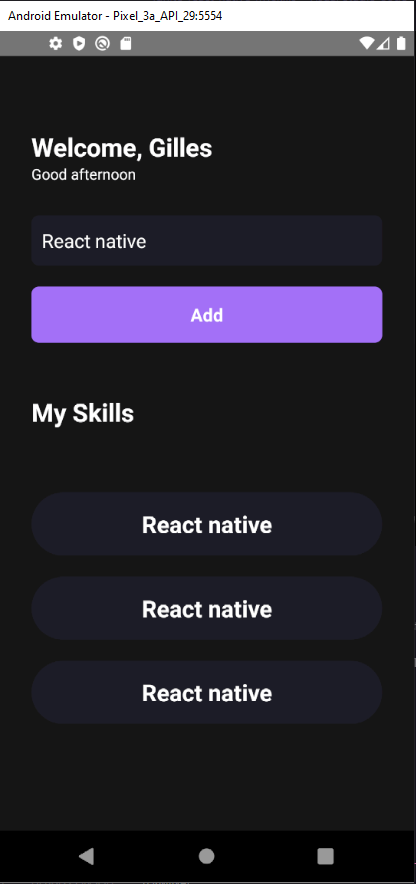 Android Emulator - Pixel_3a_API_29:5554
Welcome, Gilles
Good afternoon
React native
Add
My Skills
React native
React native
React native